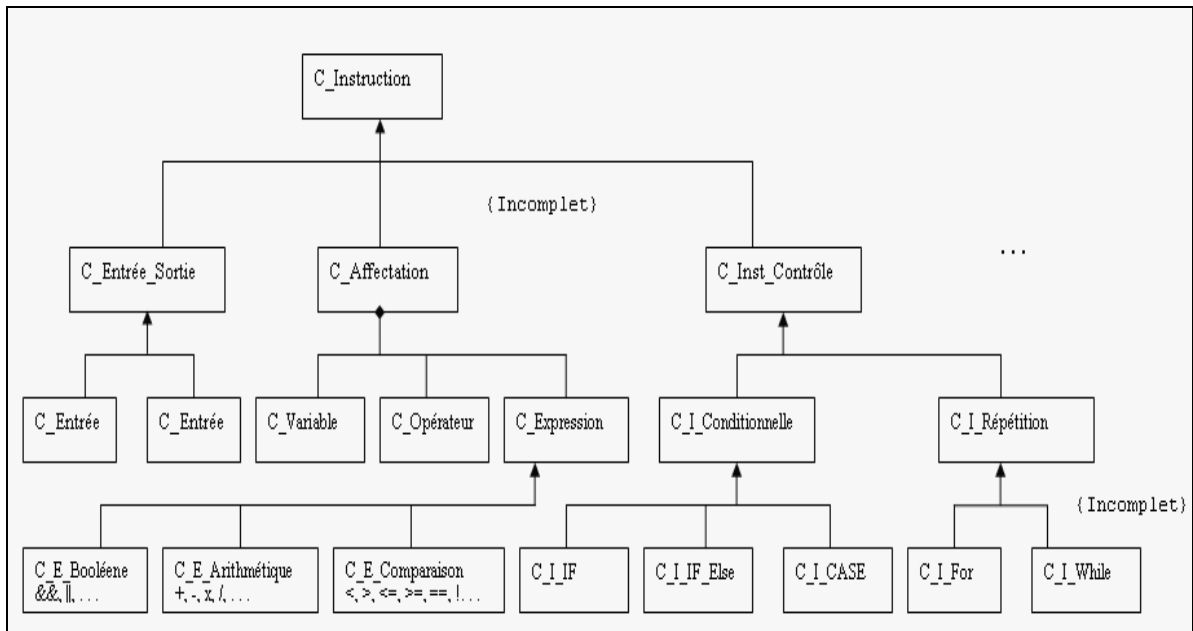 C_Instruction
{Incomplet}
C_Entrée_Sortie
C_Affectation
C_Inst_Contrôle
...
C_Entrée
C_Entrée
C_Variable
C_Opérateur
C_Expression
C_I_Conditionnelle
C_I_Répétition
{Incomplet}
C_E_Booléene
&&, ||, . . .
C_E_Arithmétique
+, -, x, /, . . .
C_E_Comparaison
<, >, <=, >=, ==, !. . .
C_I_IF
C_I_IF_Else
C_I_CASE
C_I_For
C_I_While